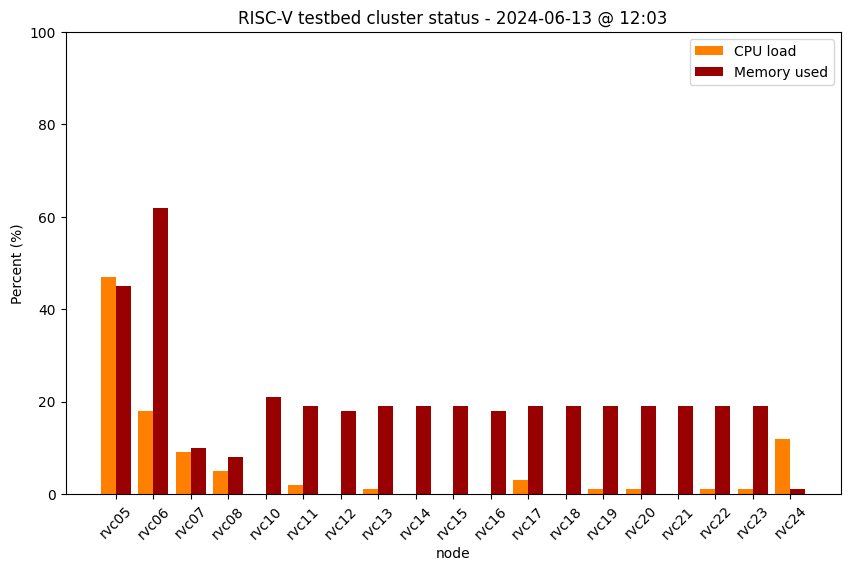 RISC-V testbed cluster status - 2024-06-13 @ 12:03
CPU load
Memory used
Percent (%)
100
80
60
40
20
0
rvc05
rvc06
rvc07
rvc08
rvc10
rvc11
rvc12
rvc13
rvc14
rvc15
rvc16
rvc17
rvc18
rvc19
rvc20
rvc21
rvc22
rvc23
rvc24
node